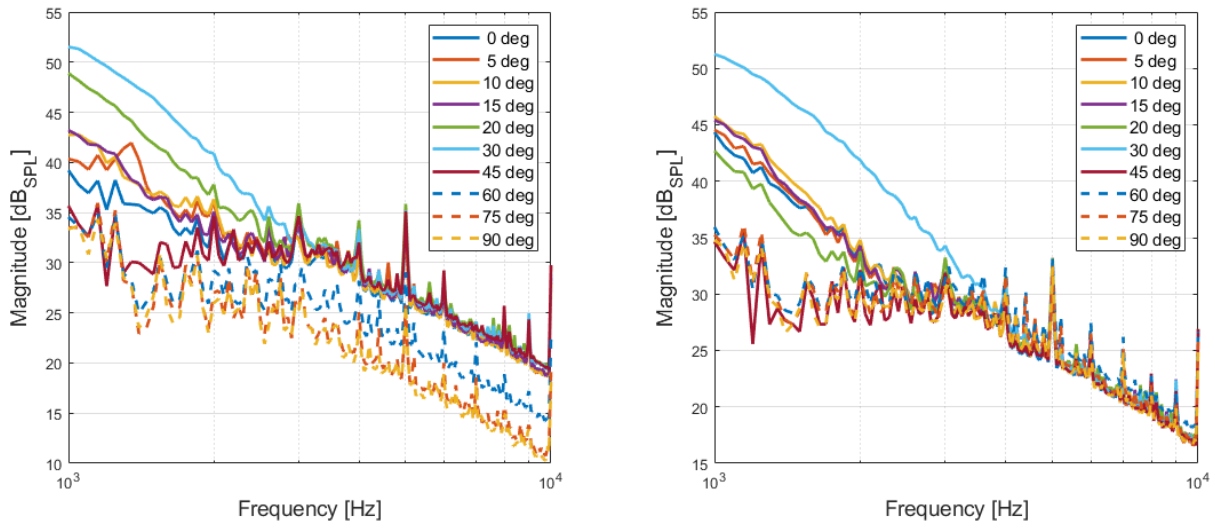 55
50
45
40
35
30
25
20
15
10
Magnitude [dB_SPL]
10^3
10^4
Frequency [Hz]
0 deg
5 deg
10 deg
15 deg
20 deg
30 deg
45 deg
60 deg
75 deg
90 deg
55
50
45
40
35
30
25
20
15
Magnitude [dB_SPL]
10^3
10^4
Frequency [Hz]
0 deg
5 deg
10 deg
15 deg
20 deg
30 deg
45 deg
60 deg
75 deg
90 deg